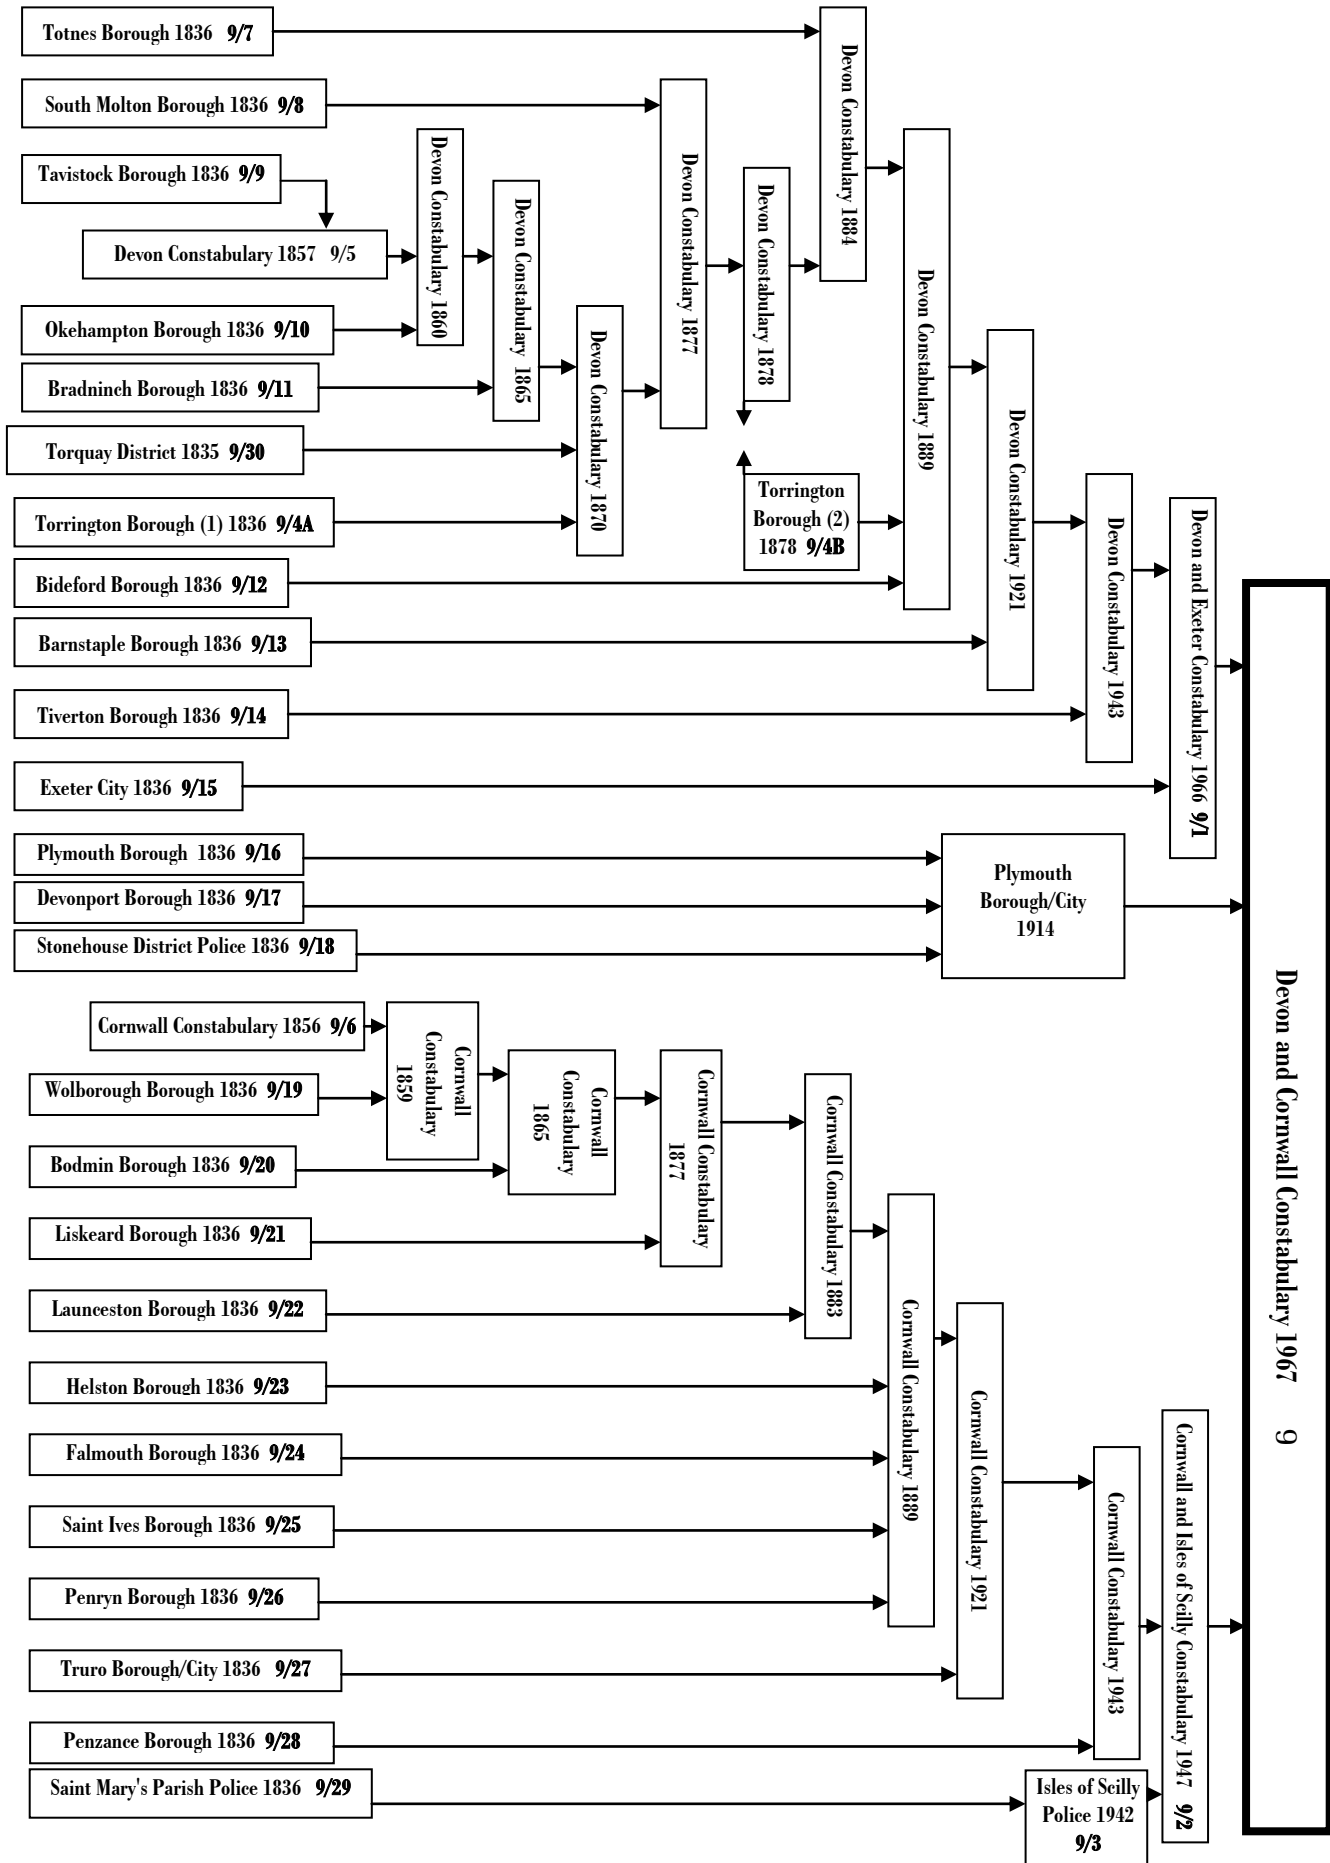 Totnes Borough 1836 9/7
South Molton Borough 1836 9/8
Tavistock Borough 1836 9/9
Devon Constabulary 1857 9/5
Okehampton Borough 1836 9/10
Bradninch Borough 1836 9/11
Torquay District 1835 9/30
Torrington Borough (1) 1836 9/4A
Bideford Borough 1836 9/12
Barnstaple Borough 1836 9/13
Tiverton Borough 1836 9/14
Exeter City 1836 9/15
Plymouth Borough 1836 9/16
Devonport Borough 1836 9/17
Stonehouse District Police 1836 9/18
Cornwall Constabulary 1856 9/6
Wolborough Borough 1836 9/19
Bodmin Borough 1836 9/20
Liskeard Borough 1836 9/21
Launceston Borough 1836 9/22
Helston Borough 1836 9/23
Falmouth Borough 1836 9/24
Saint Ives Borough 1836 9/25
Penryn Borough 1836 9/26
Truro Borough/City 1836 9/27
Penzance Borough 1836 9/28
Saint Mary's Parish Police 1836 9/29
Devon Constabulary 1860
Devon Constabulary 1865
Devon Constabulary 1870
Devon Constabulary 1877
Devon Constabulary 1878
Torrington
Borough (2)
1878 9/4B
Devon Constabulary 1884
Devon Constabulary 1889
Devon Constabulary 1921
Devon Constabulary 1943
Devon and Exeter Constabulary 1966 9/1
Plymouth
Borough/City
1914
Cornwall
Constabulary
1859
Cornwall
Constabulary
1865
Cornwall Constabulary
1877
Cornwall Constabulary 1883
Cornwall Constabulary 1889
Cornwall Constabulary 1921
Cornwall Constabulary 1943
Isles of Scilly
Police 1942
9/3
Cornwall and Isles of Scilly Constabulary 1947 9/2
Devon and Cornwall Constabulary 1967 9